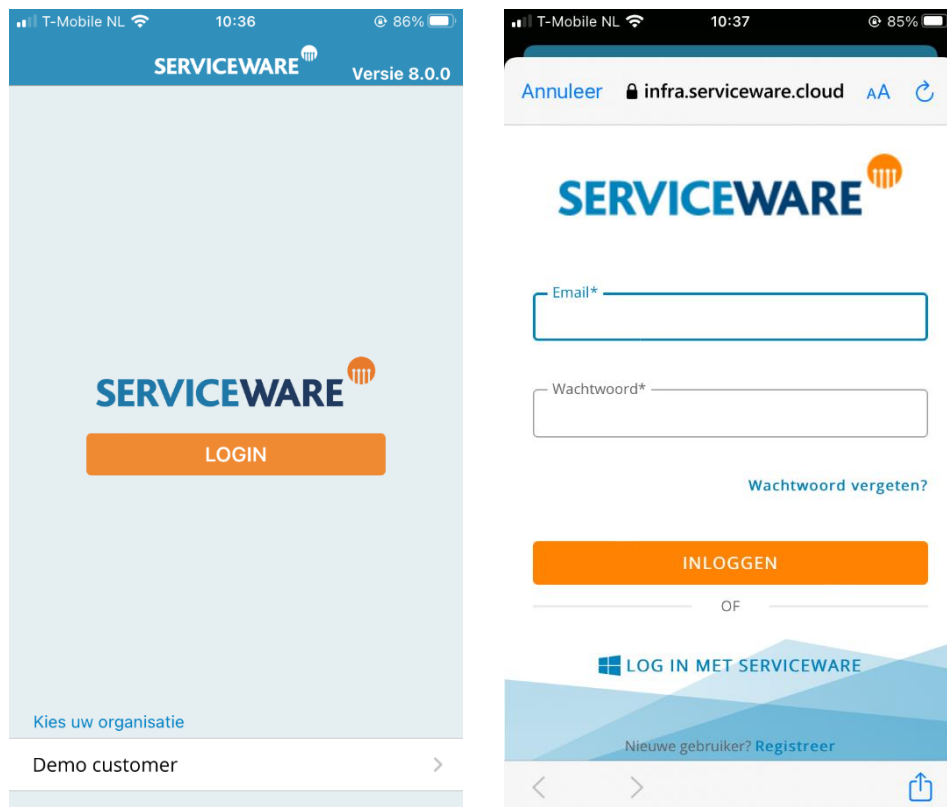 T-Mobile NL 10:36 86%
SERVICEWARE
Versie 8.0.0
SERVICEWARE
LOGIN
Kies uw organisatie
Demo customer
T-Mobile NL 10:37 85%
Annuleer infra.serviceware.cloud AA
SERVICEWARE
Email*
Wachtwoord*
Wachtwoord vergeten?
INLOGGEN
OF
LOG IN MET SERVICEWARE
Nieuwe gebruiker? Registreer